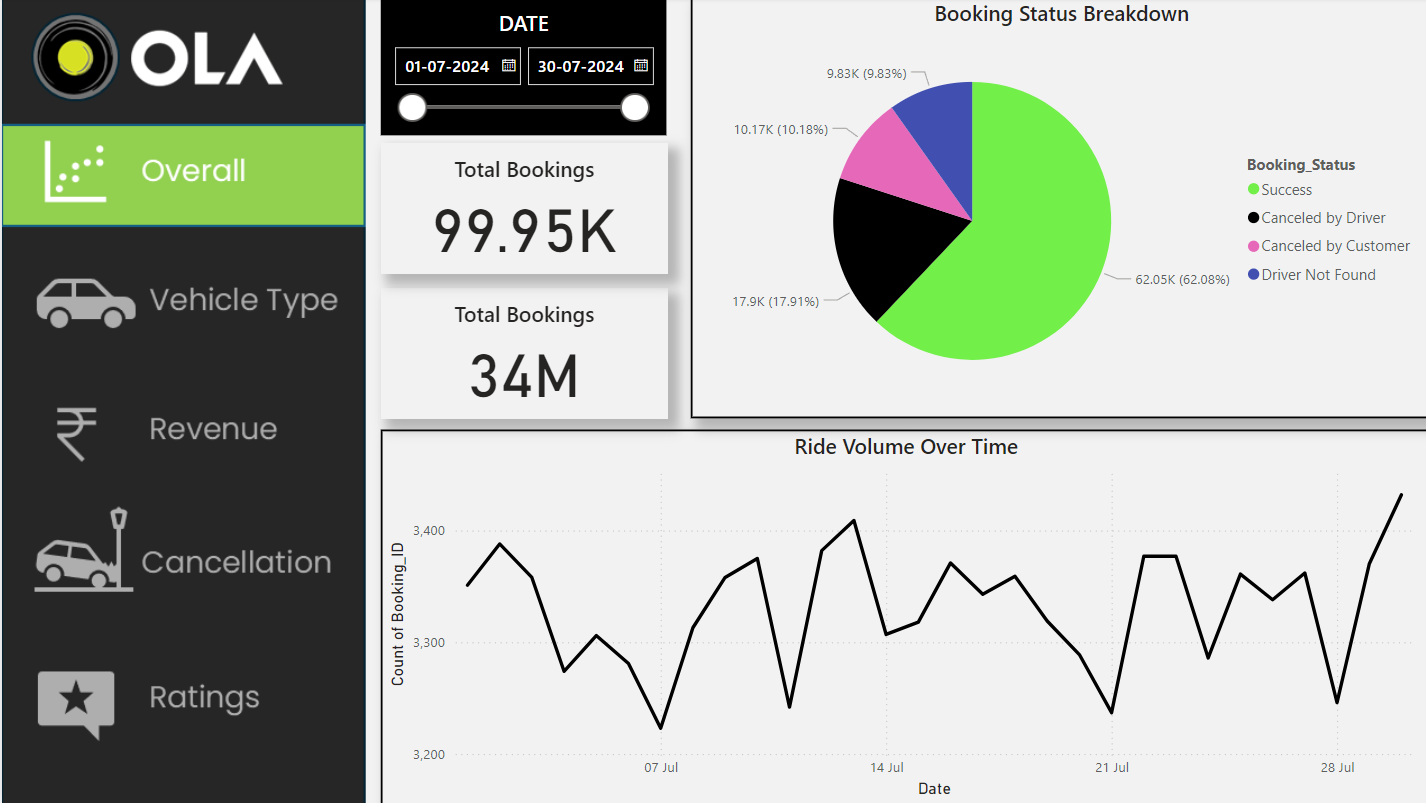 OLA
Overall
Vehicle Type
Revenue
Cancellation
Ratings
DATE
01-07-2024
30-07-2024
Total Bookings
99.95K
Total Bookings
34M
Booking Status Breakdown
9.83K (9.83%)
10.17K (10.18%)
17.9K (17.91%)
62.05K (62.08%)
Booking_Status
Success
Canceled by Driver
Canceled by Customer
Driver Not Found
Ride Volume Over Time
Count of Booking_ID
3,400
3,300
3,200
07 Jul
14 Jul
21 Jul
28 Jul
Date